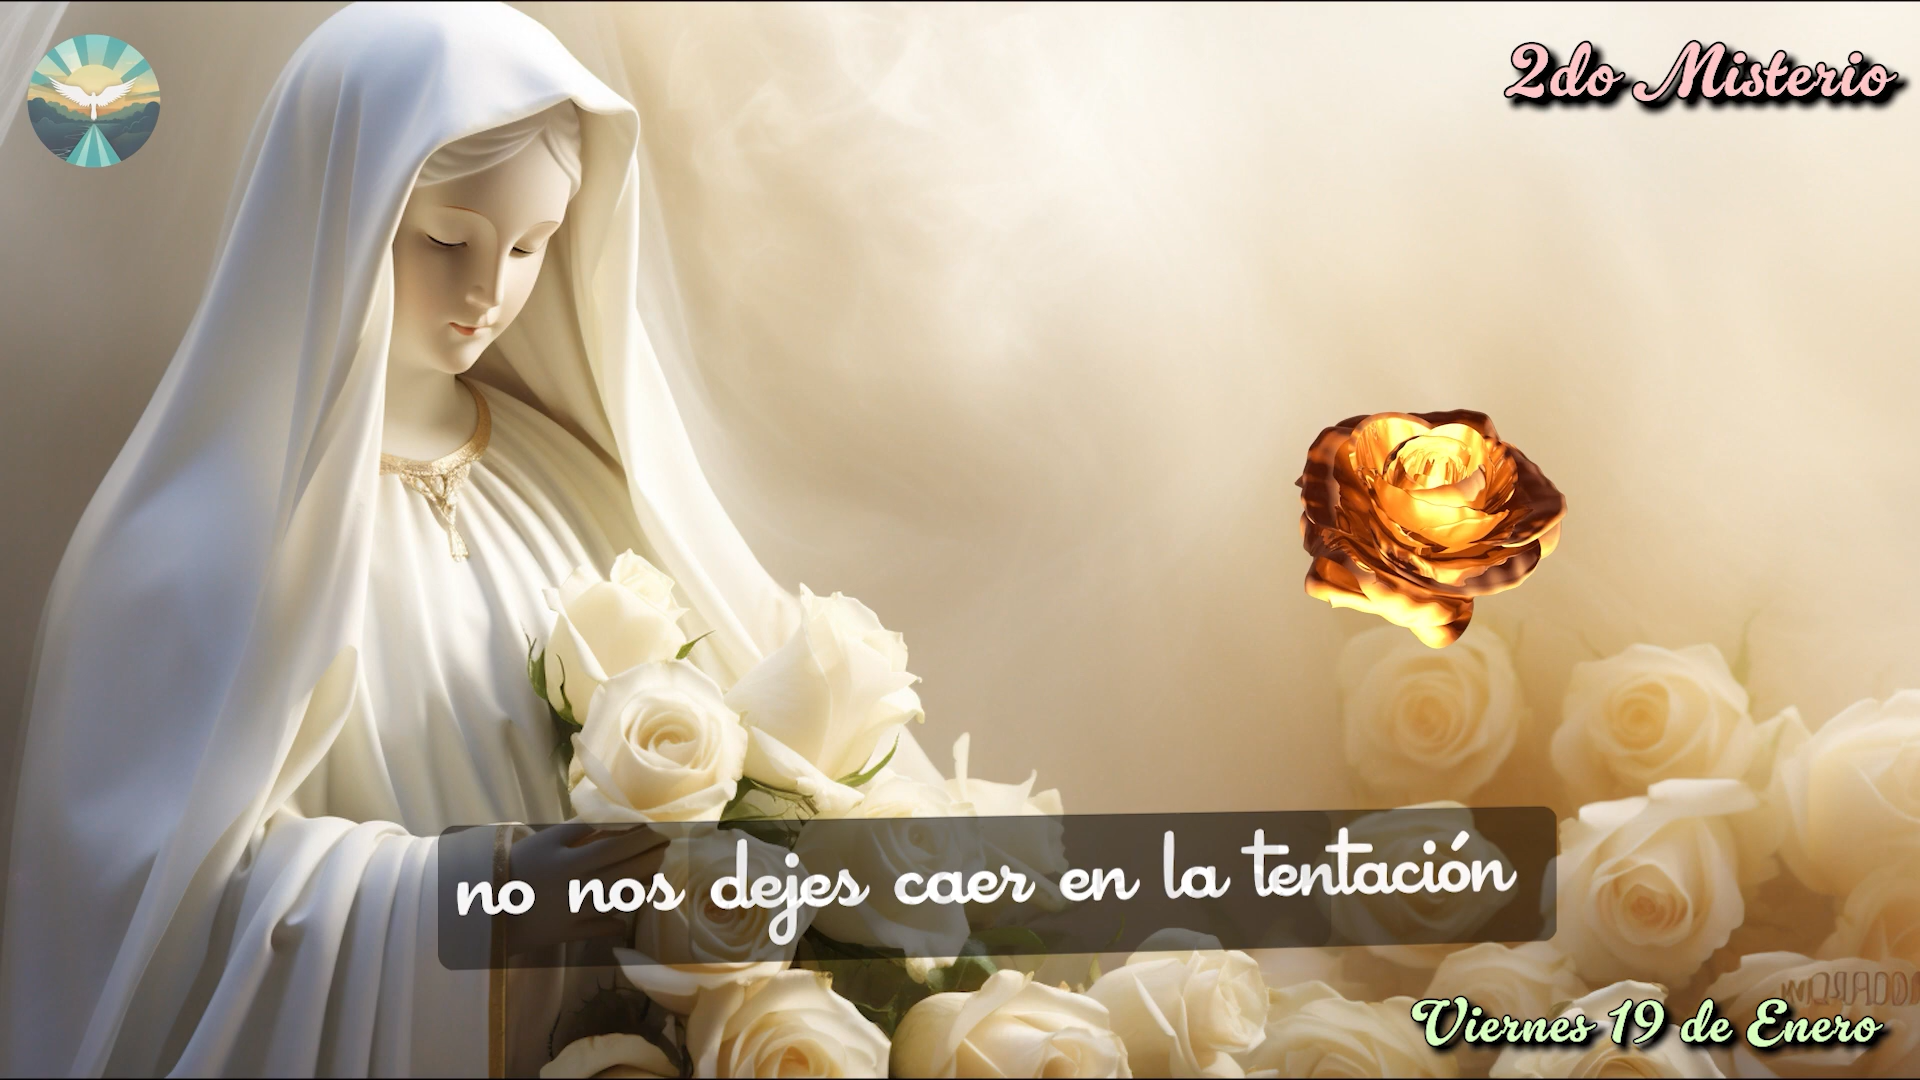 2do Misterio
no nos dejes caer en la tentación
Viernes 19 de Enero